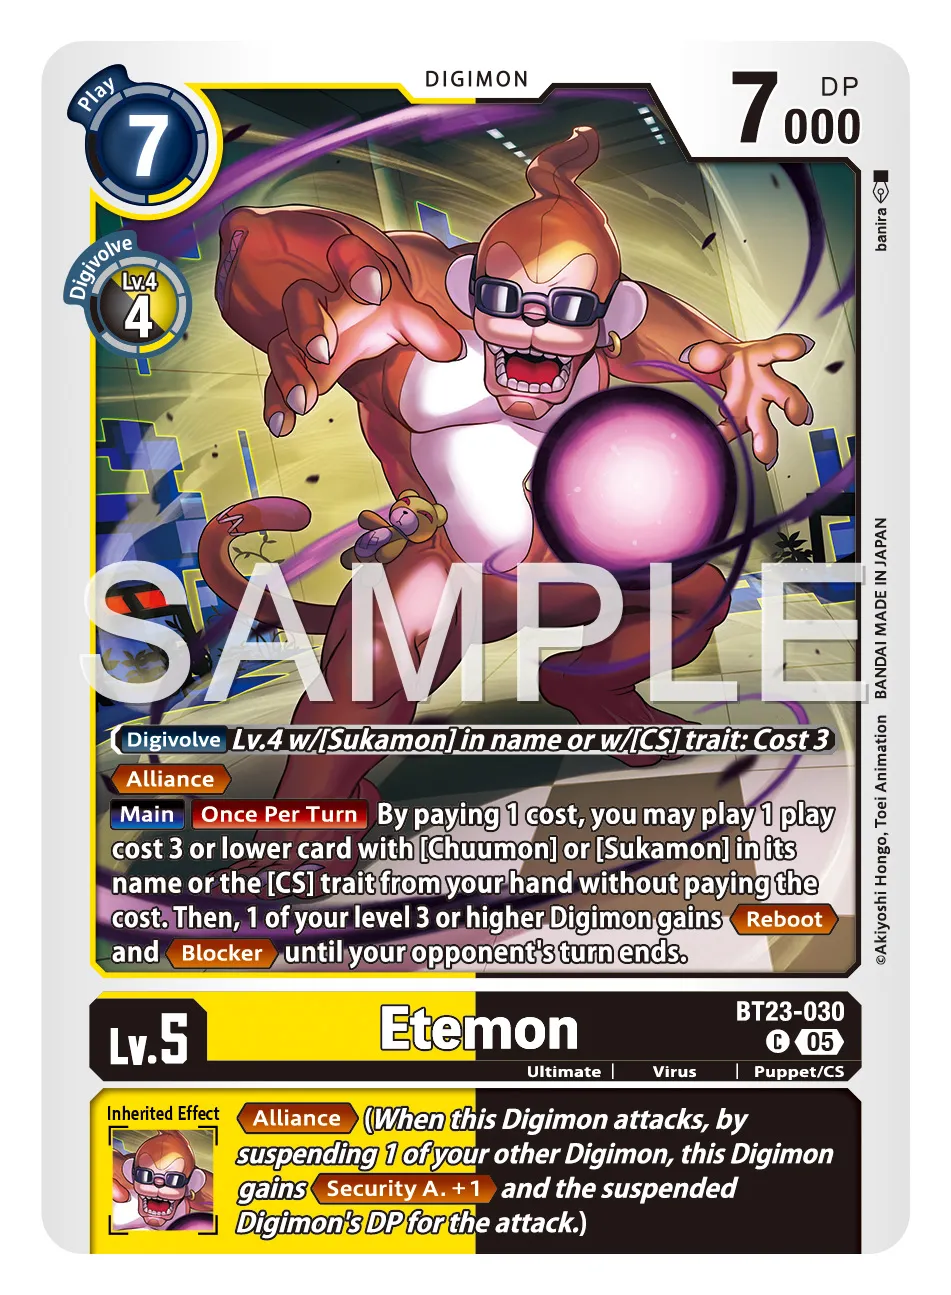 DIGIMON
Play
7
7000
DP
banira
Digivolve
Lv.4
4
SAMPLE
BANDAI MADE IN JAPAN
©Akiyoshi Hongo, Toei Animation
Digivolve Lv.4 w/[Sukamon] in name or w/[CS] trait: Cost 3
Alliance
Main Once Per Turn By paying 1 cost, you may play 1 play
cost 3 or lower card with [Chuumon] or [Sukamon] in its
name or the [CS] trait from your hand without paying the
cost. Then, 1 of your level 3 or higher Digimon gains Reboot
and Blocker until your opponent's turn ends.
Lv.5
Etemon
BT23-030
C 05
Ultimate | Virus | Puppet/CS
Inherited Effect
Alliance (When this Digimon attacks, by
suspending 1 of your other Digimon, this Digimon
gains Security A. +1 and the suspended
Digimon's DP for the attack.)